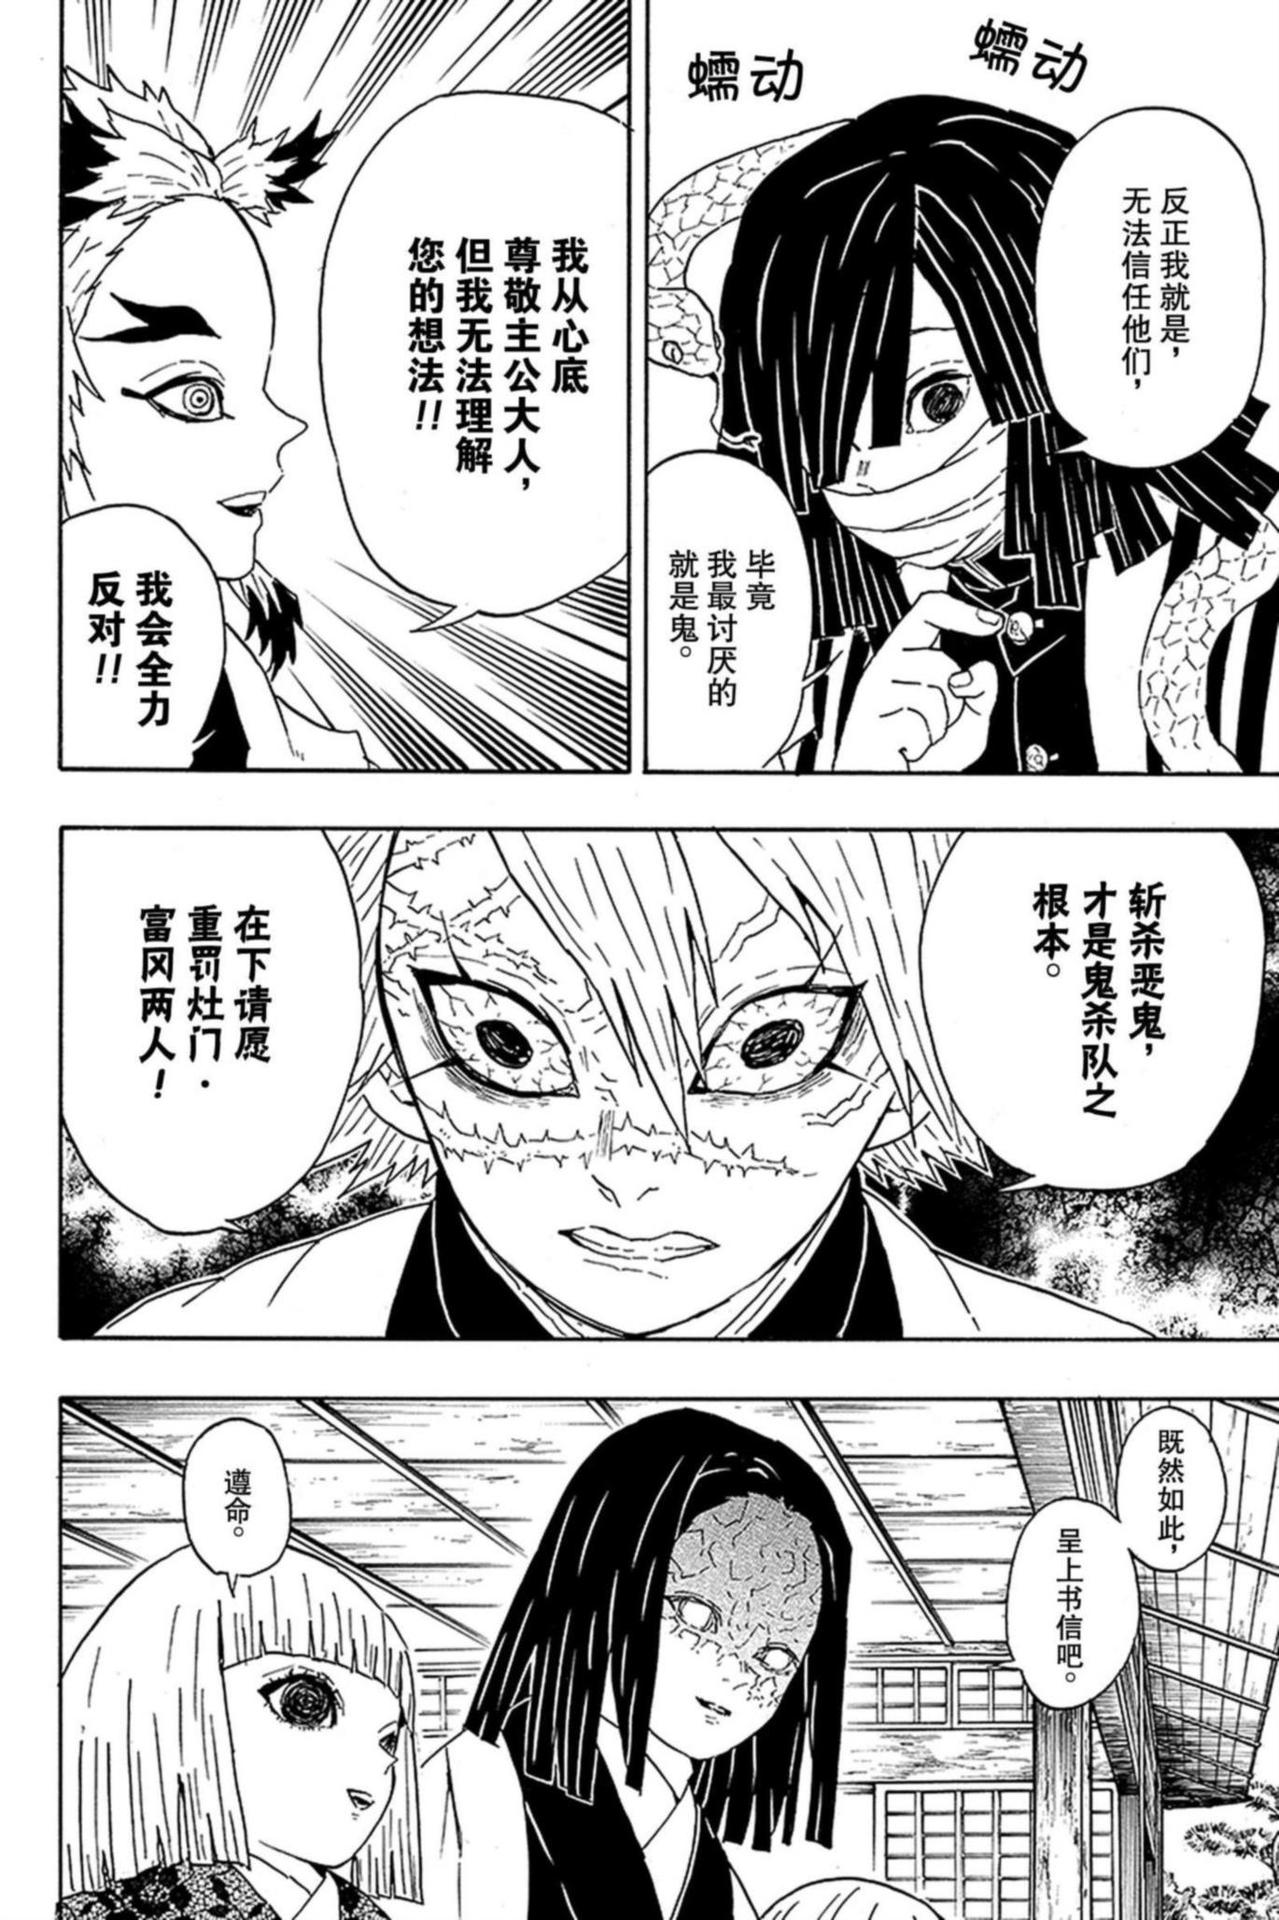 蠕动
蠕动
反正我就是，
无法信任他们，
毕竟
我最讨厌的
就是鬼。
我从心底
尊敬主公大人，
但我无法理解
您的想法！！
我会全力
反对！！
斩杀恶鬼，
才是鬼杀队之
根本。
在下请愿
重罚灶门·
富冈两人！
既然如此，
呈上书信吧。
遵命。